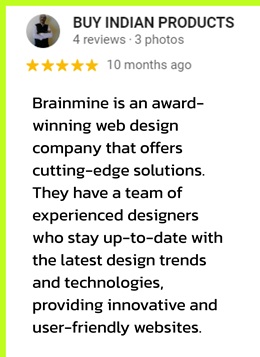 BUY INDIAN PRODUCTS
4 reviews · 3 photos
10 months ago
Brainmine is an award-
winning web design
company that offers
cutting-edge solutions.
They have a team of
experienced designers
who stay up-to-date with
the latest design trends
and technologies,
providing innovative and
user-friendly websites.